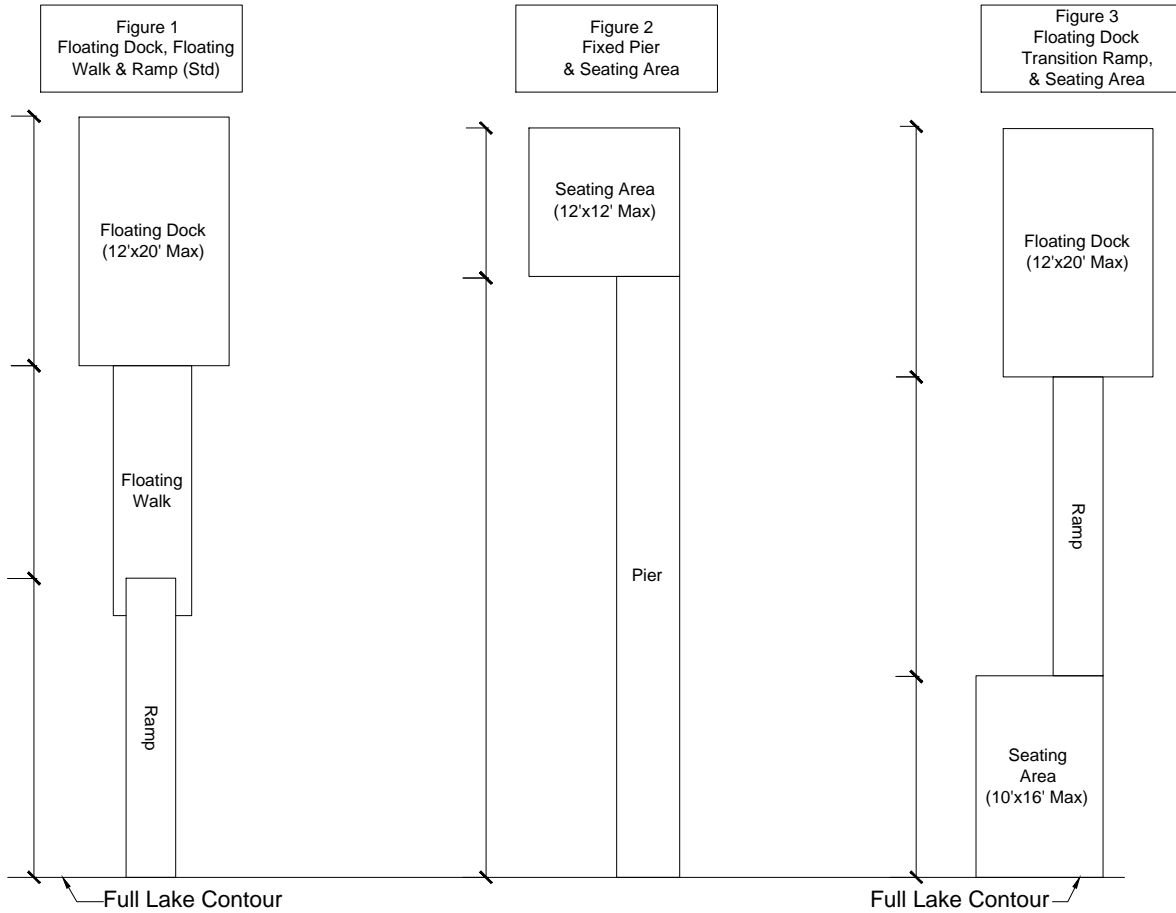 Figure 1
Floating Dock, Floating
Walk & Ramp (Std)
Floating Dock
(12'x20' Max)
Floating
Walk
Ramp
Figure 2
Fixed Pier
& Seating Area
Seating Area
(12'x12' Max)
Pier
Figure 3
Floating Dock
Transition Ramp,
& Seating Area
Floating Dock
(12'x20' Max)
Ramp
Seating
Area
(10'x16' Max)
Full Lake Contour
Full Lake Contour